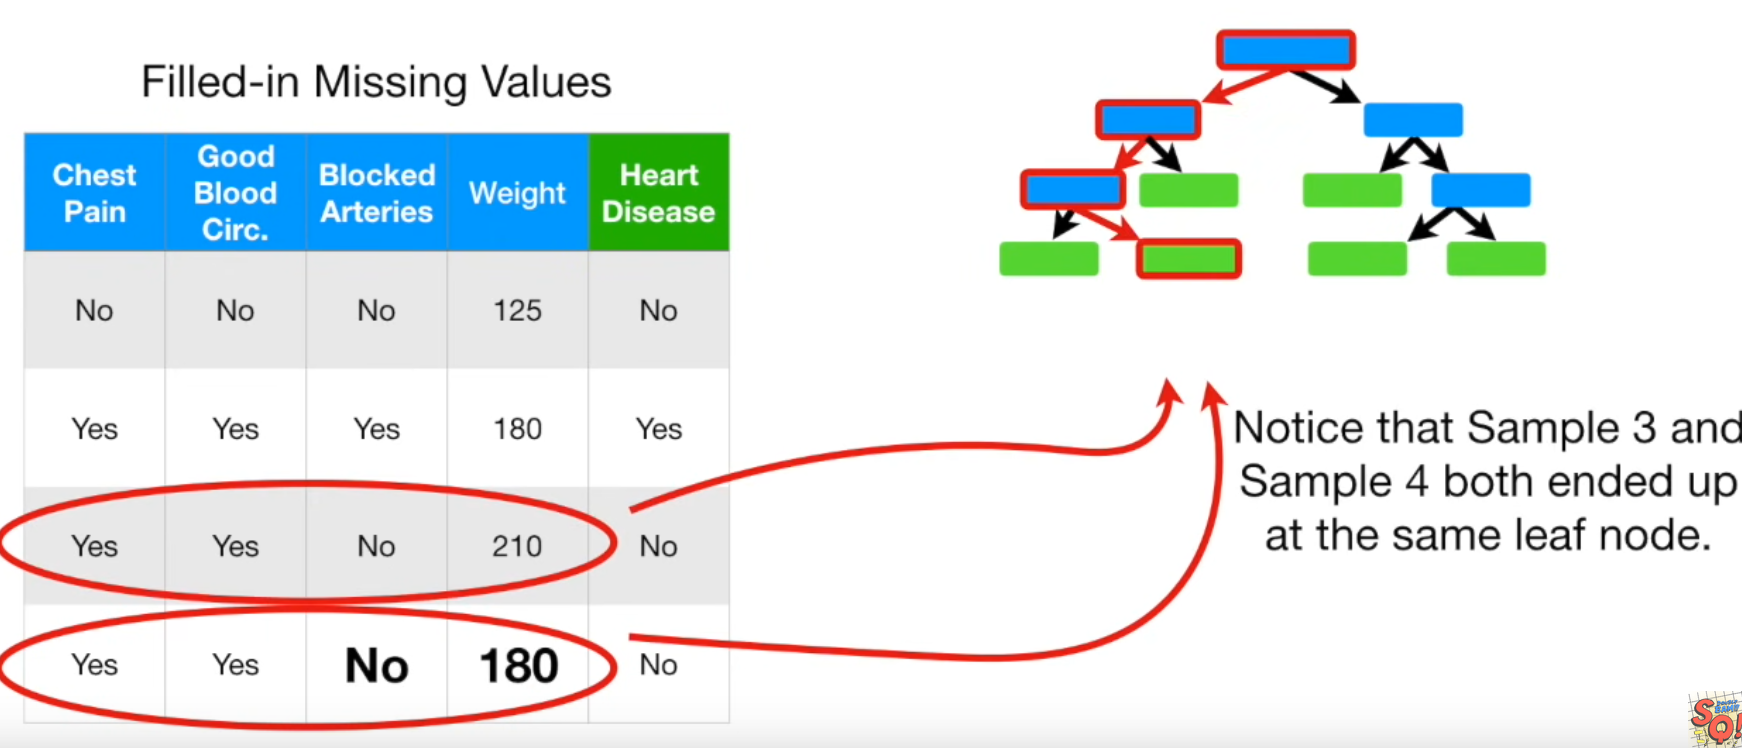 Filled-in Missing Values
Chest
Pain
Good
Blood
Circ.
Blocked
Arteries
Weight
Heart
Disease
No No No 125 No
Yes Yes Yes 180 Yes
Yes Yes No 210 No
Yes Yes No 180 No
Notice that Sample 3 and
Sample 4 both ended up
at the same leaf node.
SQ!